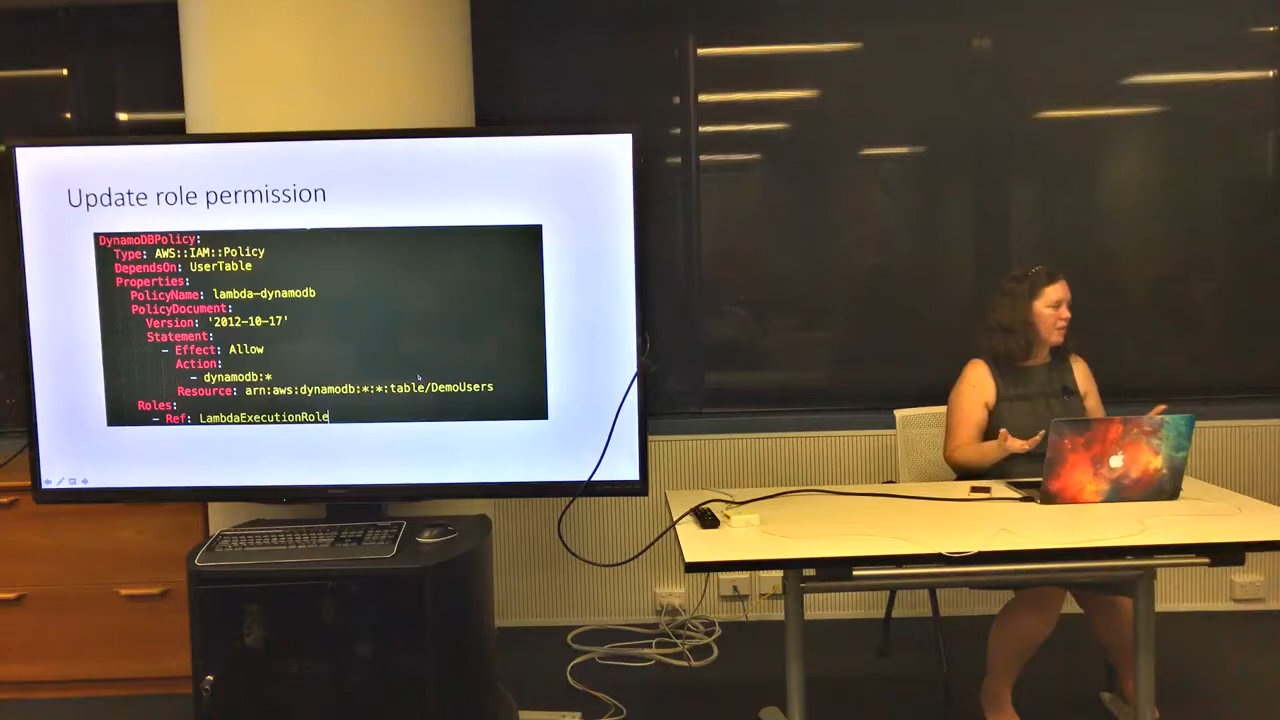 Update role permission
DynamoDBPolicy:
Type: AWS::IAM::Policy
DependsOn: UserTable
Properties:
PolicyName: lambda-dynamodb
PolicyDocument:
Version: '2012-10-17'
Statement:
- Effect: Allow
Action:
- dynamodb:*
Resource: arn:aws:dynamodb:*:*:table/DemoUsers
Roles:
- Ref: LambdaExecutionRole